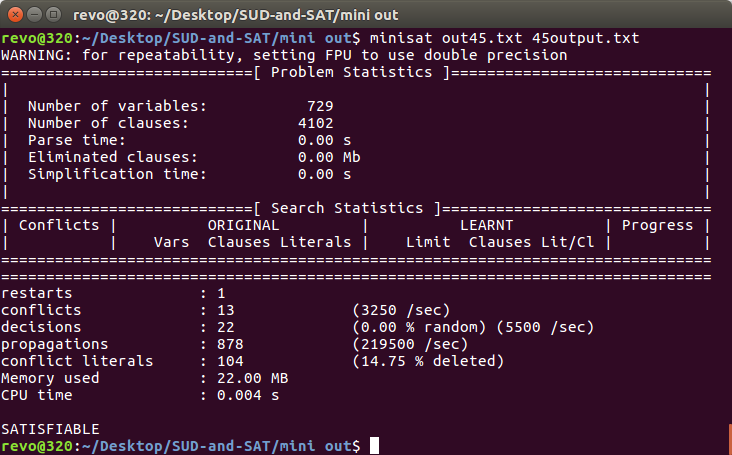 revo@320: ~/Desktop/SUD-and-SAT/mini out
revo@320:~/Desktop/SUD-and-SAT/mini out$ minisat out45.txt 45output.txt
WARNING: for repeatability, setting FPU to use double precision
============================[ Problem Statistics ]=============================
|                                                                             |
|  Number of variables:           729                                         |
|  Number of clauses:            4102                                         |
|  Parse time:                   0.00 s                                       |
|  Eliminated clauses:           0.00 Mb                                      |
|  Simplification time:          0.00 s                                       |
|                                                                             |
============================[ Search Statistics ]==============================
| Conflicts |          ORIGINAL         |          LEARNT          | Progress |
|           |    Vars  Clauses Literals |    Limit  Clauses Lit/Cl |          |
===============================================================================
===============================================================================
restarts              : 1
conflicts             : 13             (3250 /sec)
decisions             : 22             (0.00 % random) (5500 /sec)
propagations          : 878            (219500 /sec)
conflict literals     : 104            (14.75 % deleted)
Memory used           : 22.00 MB
CPU time              : 0.004 s

SATISFIABLE
revo@320:~/Desktop/SUD-and-SAT/mini out$